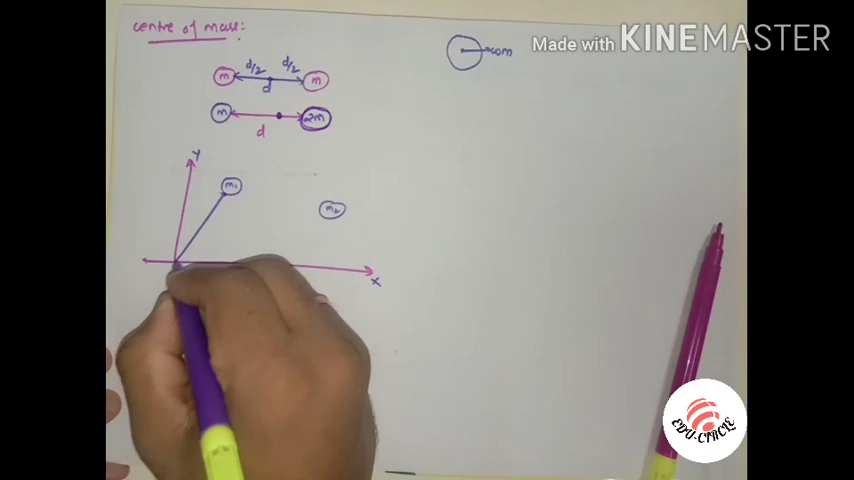 centre of mass:
com
Made with KINEMASTER
d/2 d/2
m m
d
m 2m
d
Y
m1
m2
X
EDU-CIRCLE